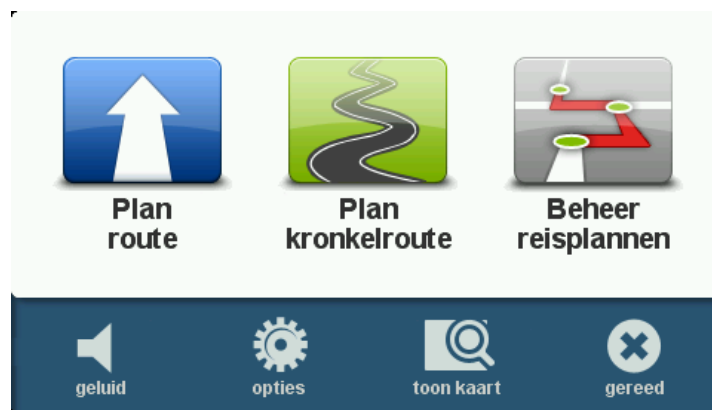 Plan
route
Plan
kronkelroute
Beheer
reisplannen
geluid
opties
toon kaart
gereed